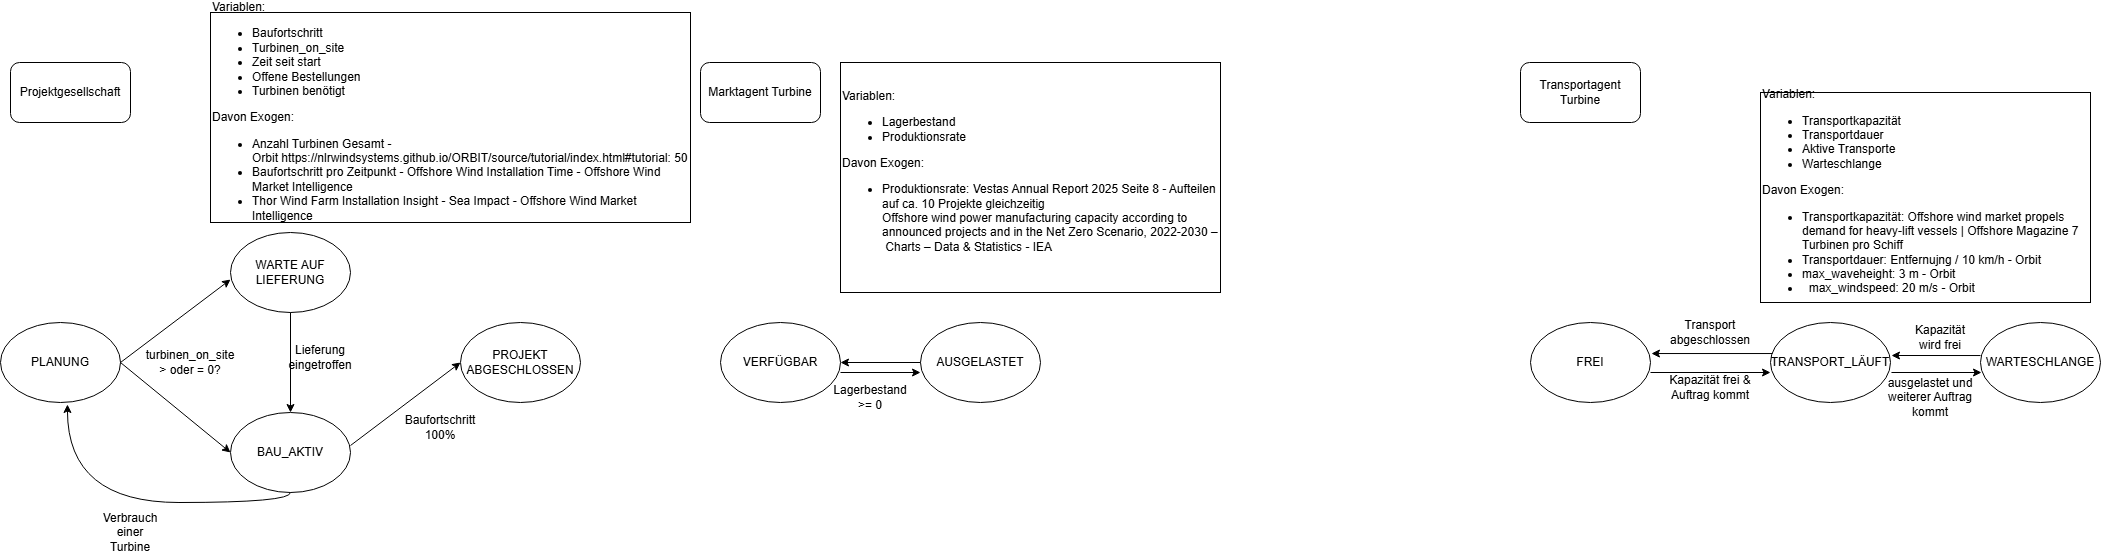 Variablen:
Baufortschritt
Turbinen_on_site
Zeit seit start
Offene Bestellungen
Turbinen benötigt
Projektgesellschaft
Davon Exogen:
Anzahl Turbinen Gesamt -
Orbit https://nlrwindsystems.github.io/ORBIT/source/tutorial/index.html#tutorial: 50
Baufortschritt pro Zeitpunkt - Offshore Wind Installation Time - Offshore Wind
Market Intelligence
Thor Wind Farm Installation Insight - Sea Impact - Offshore Wind Market
Intelligence
WARTE AUF
LIEFERUNG
PLANUNG
turbinen_on_site
> oder = 0?
Lieferung
eingetroffen
PROJEKT
ABGESCHLOSSEN
Baufortschritt
100%
BAU_AKTIV
Verbrauch
einer
Turbine
Marktagent Turbine
Variablen:
Lagerbestand
Produktionsrate
Davon Exogen:
Produktionsrate: Vestas Annual Report 2025 Seite 8 - Aufteilen
auf ca. 10 Projekte gleichzeitig
Offshore wind power manufacturing capacity according to
announced projects and in the Net Zero Scenario, 2022-2030 –
Charts – Data & Statistics - IEA
VERFÜGBAR
AUSGELASTET
Lagerbestand
>= 0
Transportagent
Turbine
Variablen:
Transportkapazität
Transportdauer
Aktive Transporte
Warteschlange
Davon Exogen:
Transportkapazität: Offshore wind market propels
demand for heavy-lift vessels | Offshore Magazine 7
Turbinen pro Schiff
Transportdauer: Entfernujng / 10 km/h - Orbit
max_waveheight: 3 m - Orbit
max_windspeed: 20 m/s - Orbit
FREI
Transport
abgeschlossen
Kapazität frei &
Auftrag kommt
TRANSPORT_LÄUFT
Kapazität
wird frei
ausgelastet und
weiterer Auftrag
kommt
WARTESCHLANGE